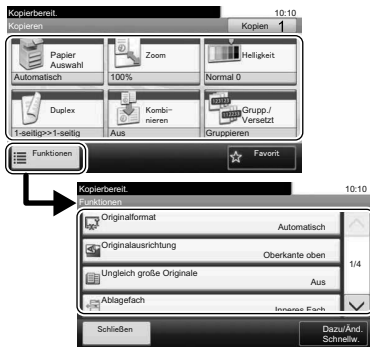 Kopierbereit. 10:10
Kopieren Kopien 1
Papier Auswahl
Automatisch
Zoom
100%
Helligkeit
Normal 0
Duplex
1-seitig>>1-seitig
Kombi-
nieren
Aus
Grupp./
Versetzt
Gruppieren
Funktionen
Favorit
Kopierbereit. 10:10
Funktionen
Originalformat
Automatisch
Originalausrichtung
Oberkante oben
Ungleich große Originale
Aus
1/4
Ablagefach
Inneres Fach
Schließen
Dazu/Änd.
Schnellw.